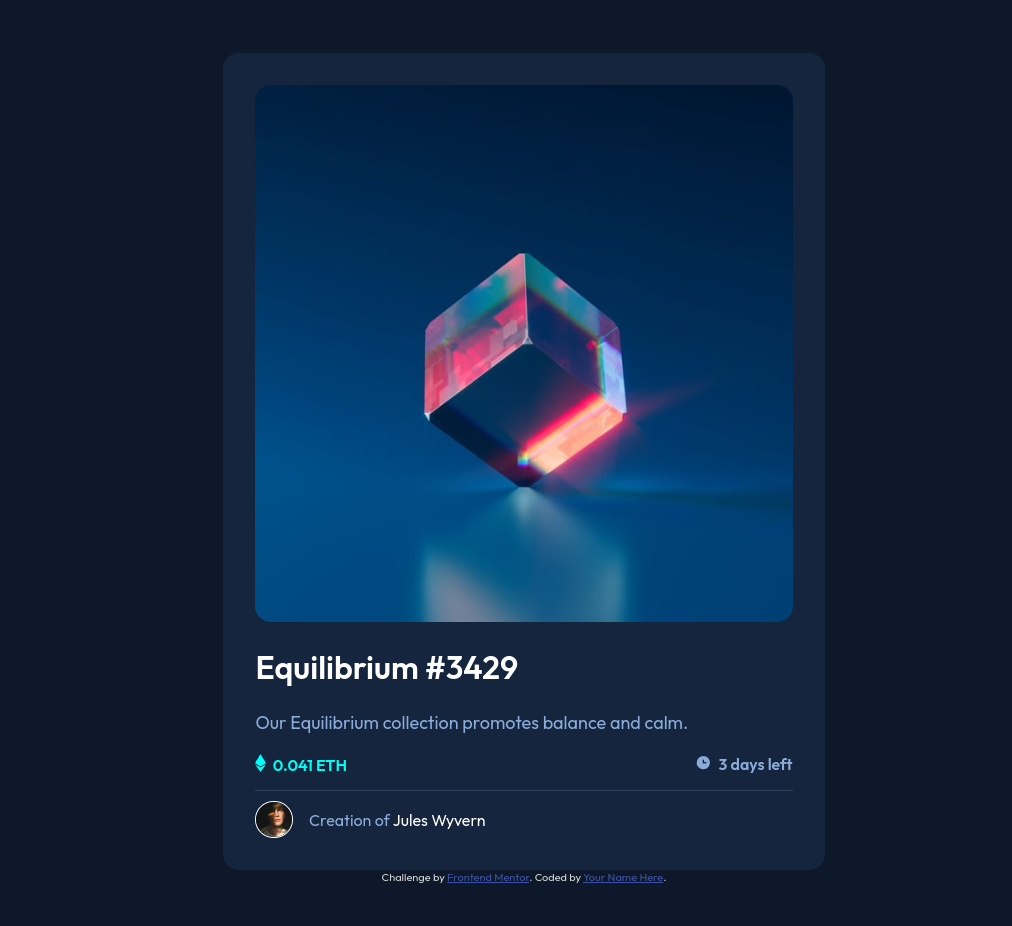 Equilibrium #3429
Our Equilibrium collection promotes balance and calm.
0.041 ETH
3 days left
Creation of Jules Wyvern
Challenge by Frontend Mentor. Coded by Your Name Here.